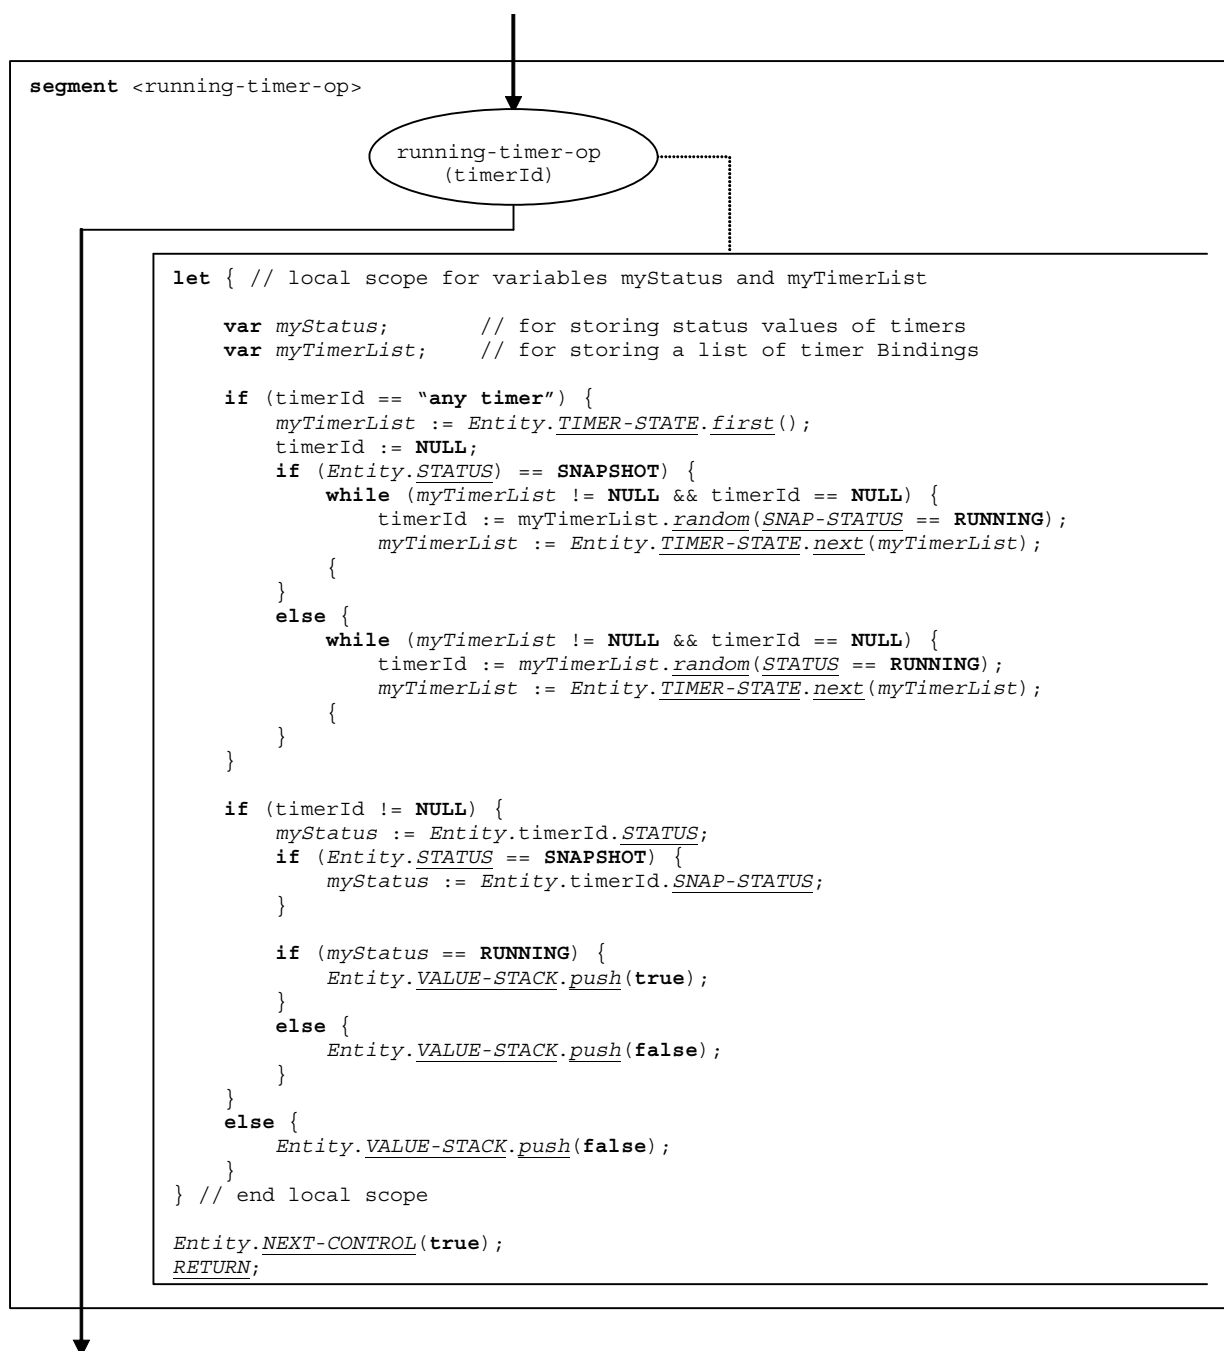 segment <running-timer-op>
running-timer-op
(timerId)
let { // local scope for variables myStatus and myTimerList
var myStatus; // for storing status values of timers
var myTimerList; // for storing a list of timer Bindings
if (timerId == “any timer”) {
myTimerList := Entity.TIMER-STATE.first();
timerId := NULL;
if (Entity.STATUS) == SNAPSHOT) {
while (myTimerList != NULL && timerId == NULL) {
timerId := myTimerList.random(SNAP-STATUS == RUNNING);
myTimerList := Entity.TIMER-STATE.next(myTimerList);
{
}
else {
while (myTimerList != NULL && timerId == NULL) {
timerId := myTimerList.random(STATUS == RUNNING);
myTimerList := Entity.TIMER-STATE.next(myTimerList);
{
}
}
if (timerId != NULL) {
myStatus := Entity.timerId.STATUS;
if (Entity.STATUS == SNAPSHOT) {
myStatus := Entity.timerId.SNAP-STATUS;
}
if (myStatus == RUNNING) {
Entity.VALUE-STACK.push(true);
}
else {
Entity.VALUE-STACK.push(false);
}
}
else {
Entity.VALUE-STACK.push(false);
}
} // end local scope
Entity.NEXT-CONTROL(true);
RETURN;